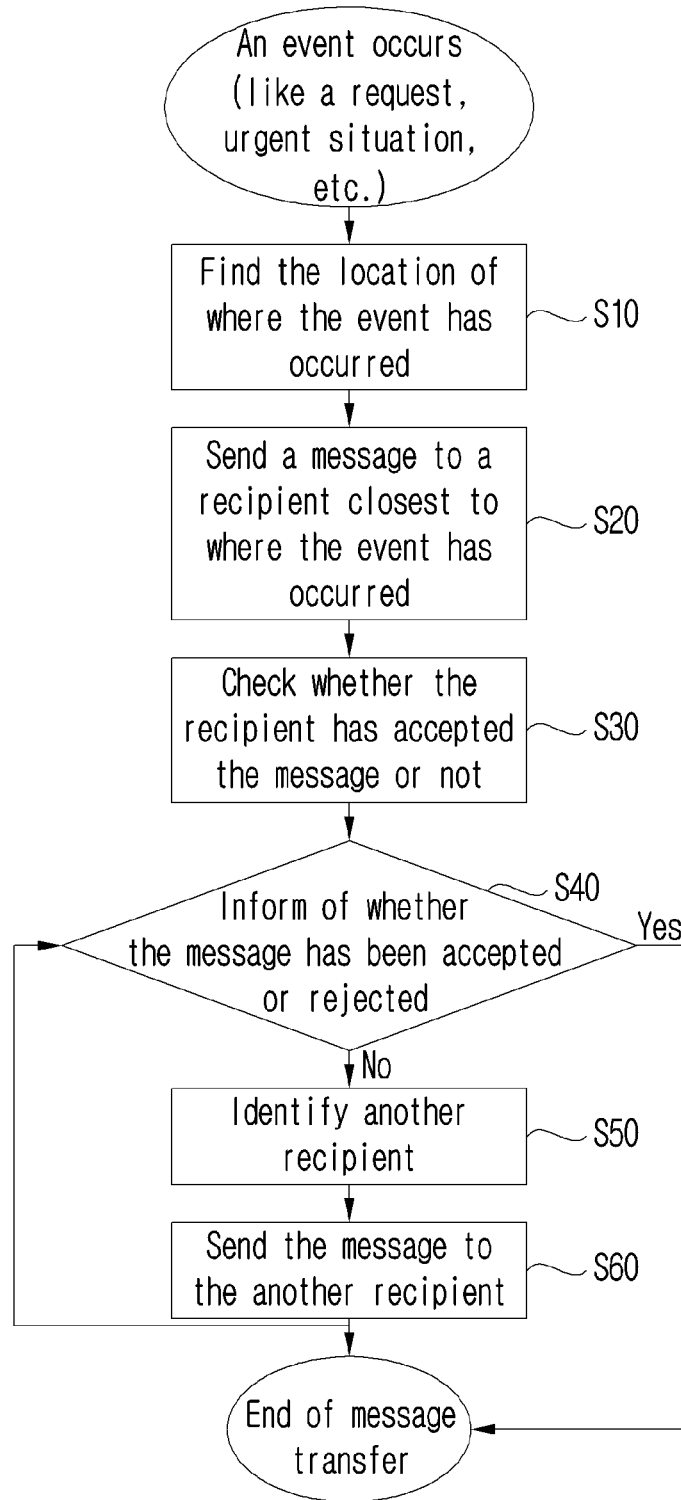 An event occurs
(like a request,
urgent situation,
etc.)
Find the location of
where the event has
occurred
S10
Send a message to a
recipient closest to
where the event has
occurred
S20
Check whether the
recipient has accepted
the message or not
S30
S40
Inform of whether
the message has been accepted
or rejected
Yes
No
Identify another
recipient
S50
Send the message to
the another recipient
S60
End of message
transfer